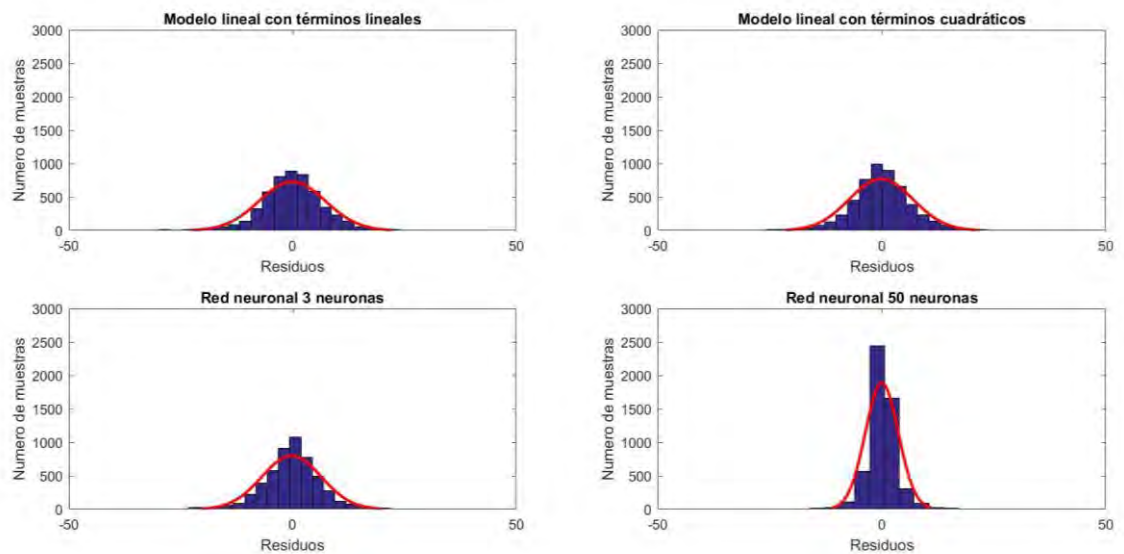 Modelo lineal con términos lineales
3000
2500
2000
1500
1000
500
0
Numero de muestras
-50 0 50
Residuos
Modelo lineal con términos cuadráticos
3000
2500
2000
1500
1000
500
0
Numero de muestras
-50 0 50
Residuos
Red neuronal 3 neuronas
3000
2500
2000
1500
1000
500
0
Numero de muestras
-50 0 50
Residuos
Red neuronal 50 neuronas
3000
2500
2000
1500
1000
500
0
Numero de muestras
-50 0 50
Residuos